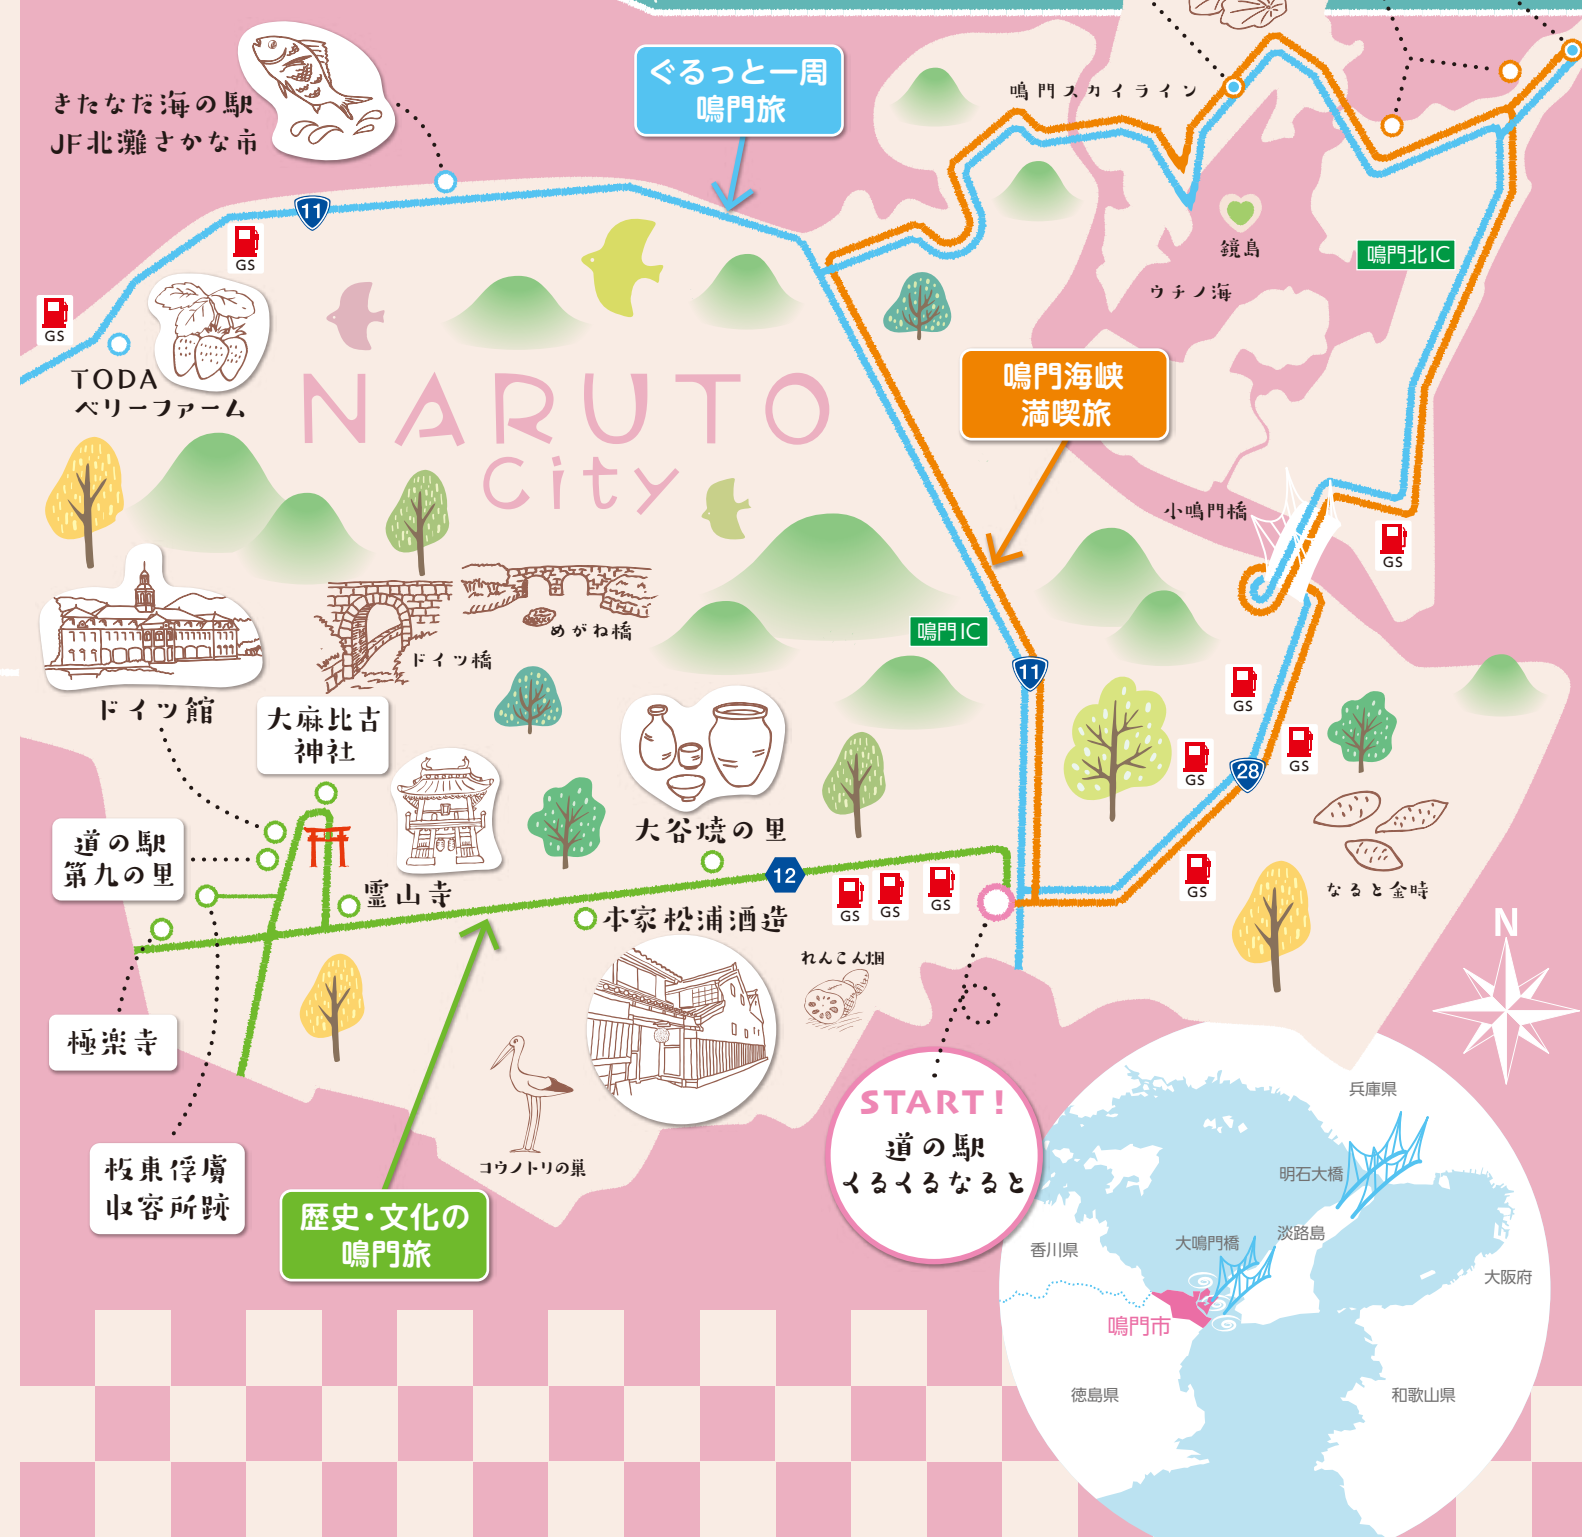 きたなだ海の駅
JF北灘さかな市
ぐるっと一周
鳴門旅
鳴門スカイライン
11
GS
GS
鏡島
鳴門北IC
ウチノ海
TODA
ベリーファーム
NARUTO
City
鳴門海峡
満喫旅
小鳴門橋
GS
めがね橋
ドイツ橋
鳴門IC
11
ドイツ館
大麻比古
神社
GS
GS
GS
28
道の駅
第九の里
大谷焼の里
12
GS
GS
GS
GS
なると金時
霊山寺
本家松浦酒造
れんこん畑
N
極楽寺
START!
道の駅
くるくるなると
コウノトリの巣
板東俘虜
収容所跡
歴史・文化の
鳴門旅
兵庫県
明石大橋
淡路島
大鳴門橋
香川県
大阪府
鳴門市
徳島県
和歌山県